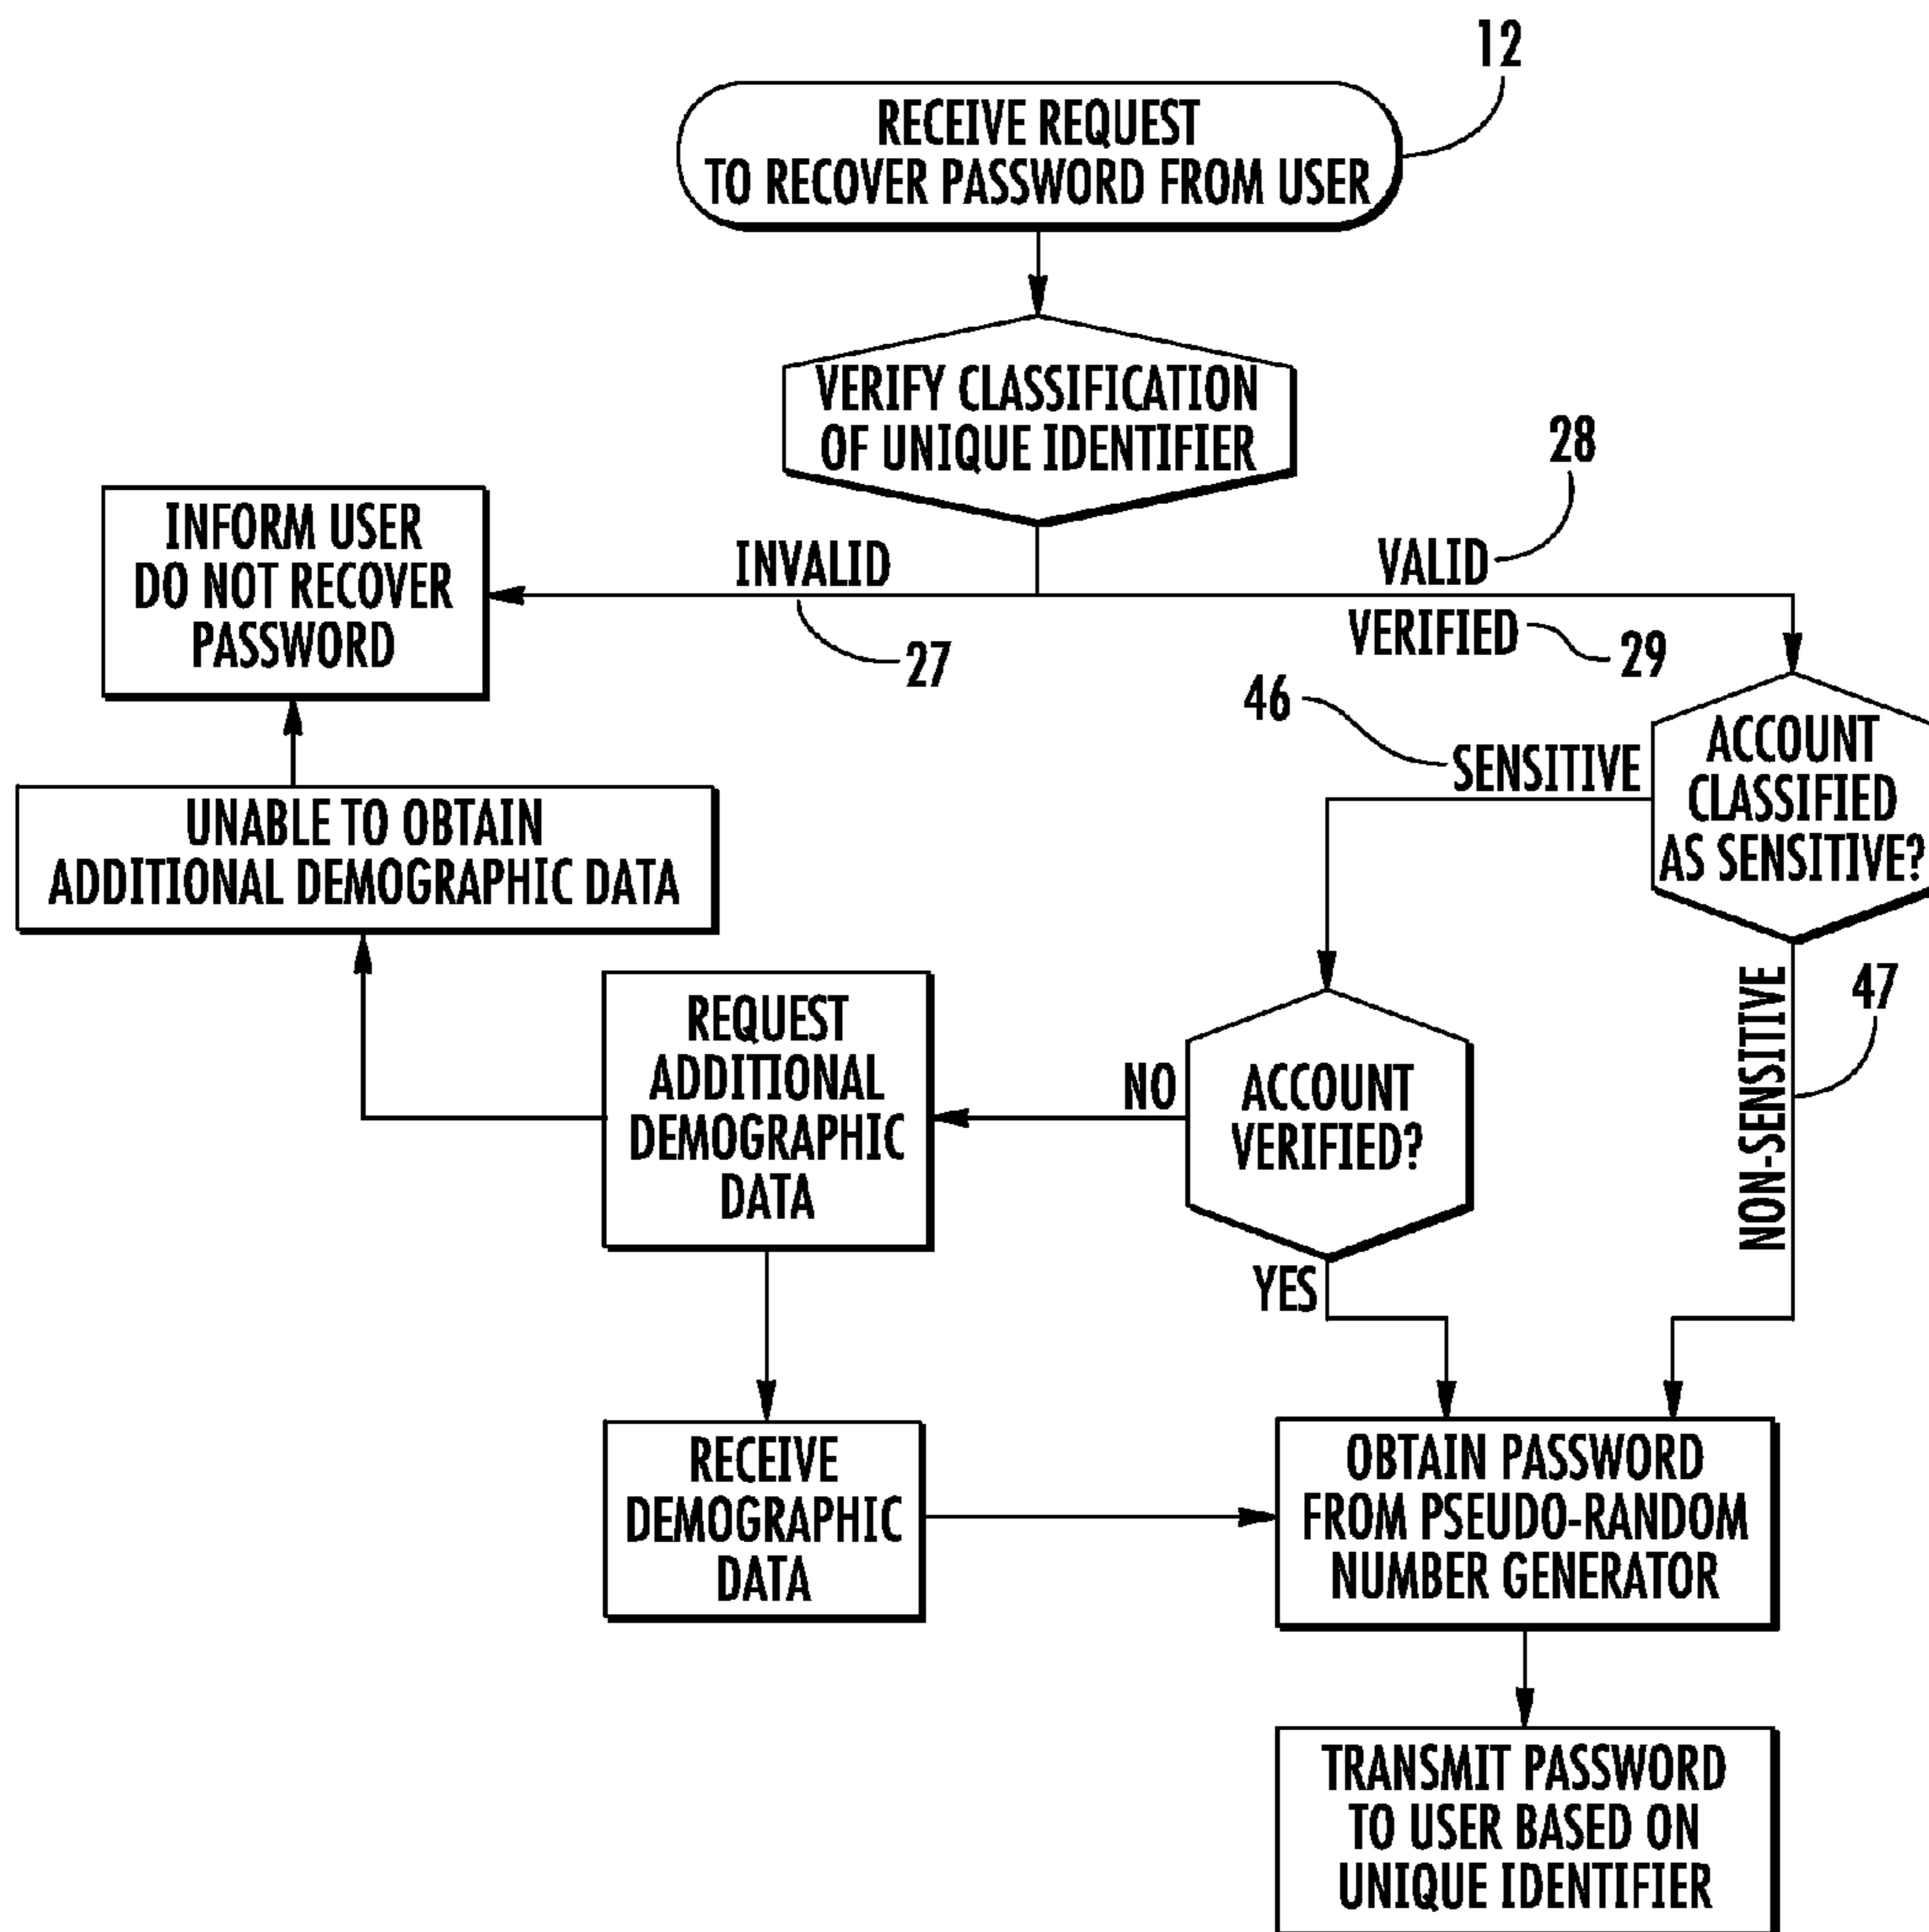 12
RECEIVE REQUEST
TO RECOVER PASSWORD FROM USER
VERIFY CLASSIFICATION
OF UNIQUE IDENTIFIER
28
INFORM USER
DO NOT RECOVER
PASSWORD
INVALID
VALID
27
VERIFIED
29
46
SENSITIVE
ACCOUNT
CLASSIFIED
AS SENSITIVE?
UNABLE TO OBTAIN
ADDITIONAL DEMOGRAPHIC DATA
REQUEST
ADDITIONAL
DEMOGRAPHIC
DATA
NO
ACCOUNT
VERIFIED?
47
NON-SENSITIVE
YES
RECEIVE
DEMOGRAPHIC
DATA
OBTAIN PASSWORD
FROM PSEUDO-RANDOM
NUMBER GENERATOR
TRANSMIT PASSWORD
TO USER BASED ON
UNIQUE IDENTIFIER